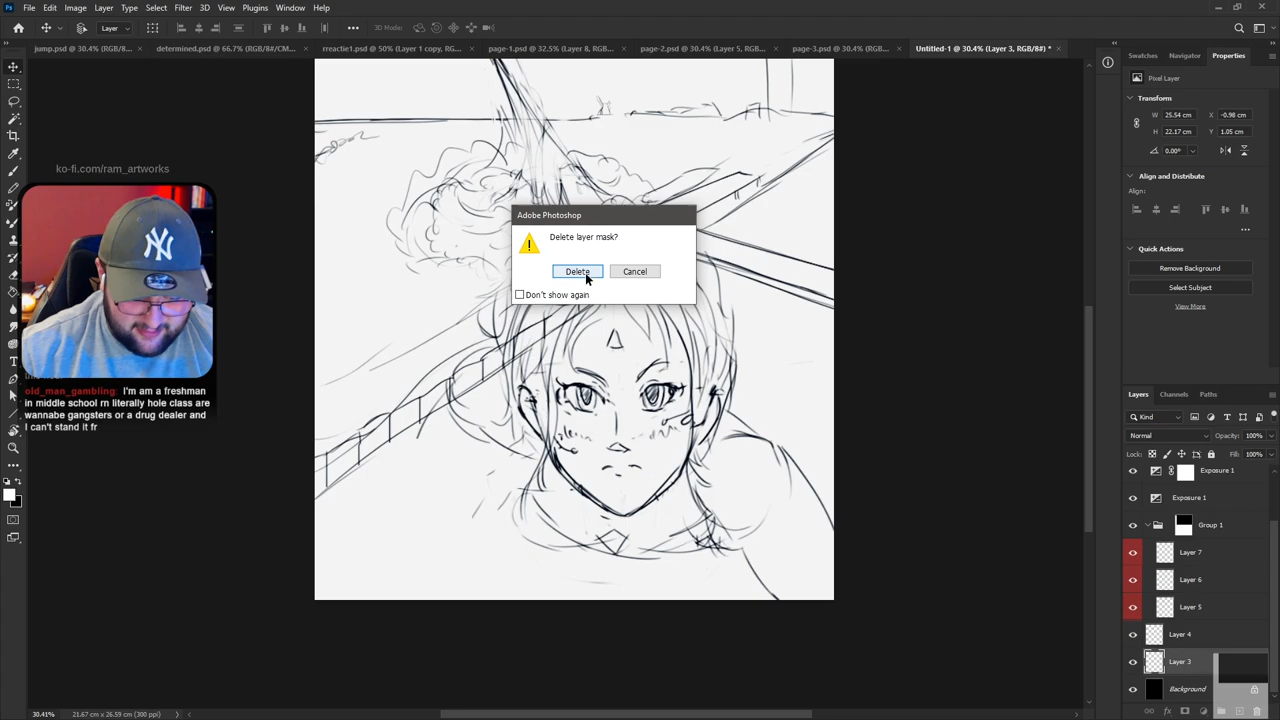 File Edit Image Layer Type Select Filter 3D View Plugins Window Help
Layer 3D Mode:
jump.psd @ 30.4% (RGB/8... × determined.psd @ 66.7% (RGB/8#/CM... × rreactie1.psd @ 50% (Layer 1 copy, RG... × page-1.psd @ 32.5% (Layer 8, RGB/... × page-2.psd @ 30.4% (Layer 5, RGB/... × page-3.psd @ 30.4% (RGB/... × Untitled-1 @ 30.4% (Layer 3, RGB/8#) * ×
Swatches Navigator Properties
Pixel Layer
Transform
W 25.54 cm X -0.98 cm
H 22.17 cm Y 1.05 cm
0.00°
Align and Distribute
Align:
Quick Actions
Remove Background
Select Subject
View More
ko-fi.com/ram_artworks
NY
old_man_gambling: I'm am a freshman
in middle school rn literally hole class are
wannabe gangsters or a drug dealer and
I can't stand it fr
Adobe Photoshop
Delete layer mask?
Delete Cancel
Don't show again
Layers Channels Paths
Kind
Normal Opacity: 100%
Lock: Fill: 100%
Exposure 1
Exposure 1
Group 1
Layer 7
Layer 6
Layer 5
Layer 4
Layer 3
Background
30.41% 21.67 cm x 26.59 cm (300 ppi)